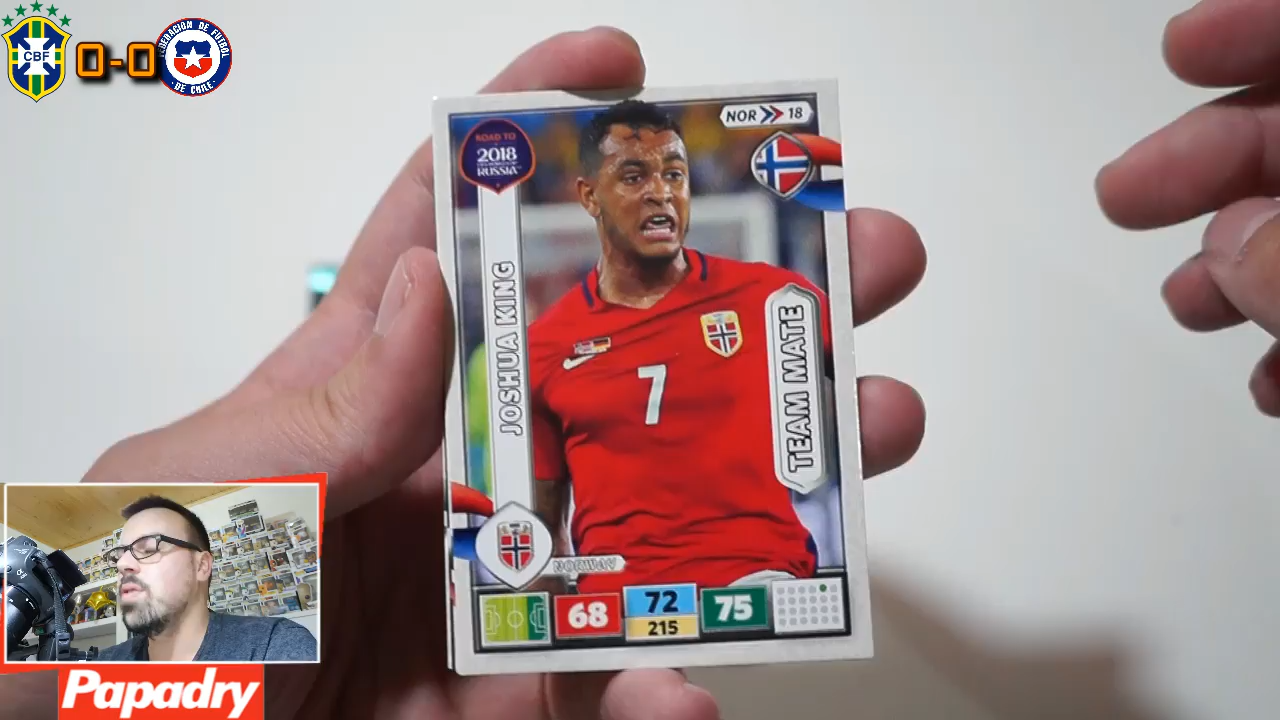 CBF
0-0
FEDERACION DE FUTBOL
DE CHILE
NOR 18
ROAD TO
2018
RUSSIA
JOSHUA KING
TEAM MATE
7
NORWAY
68
72
215
75
Papadry